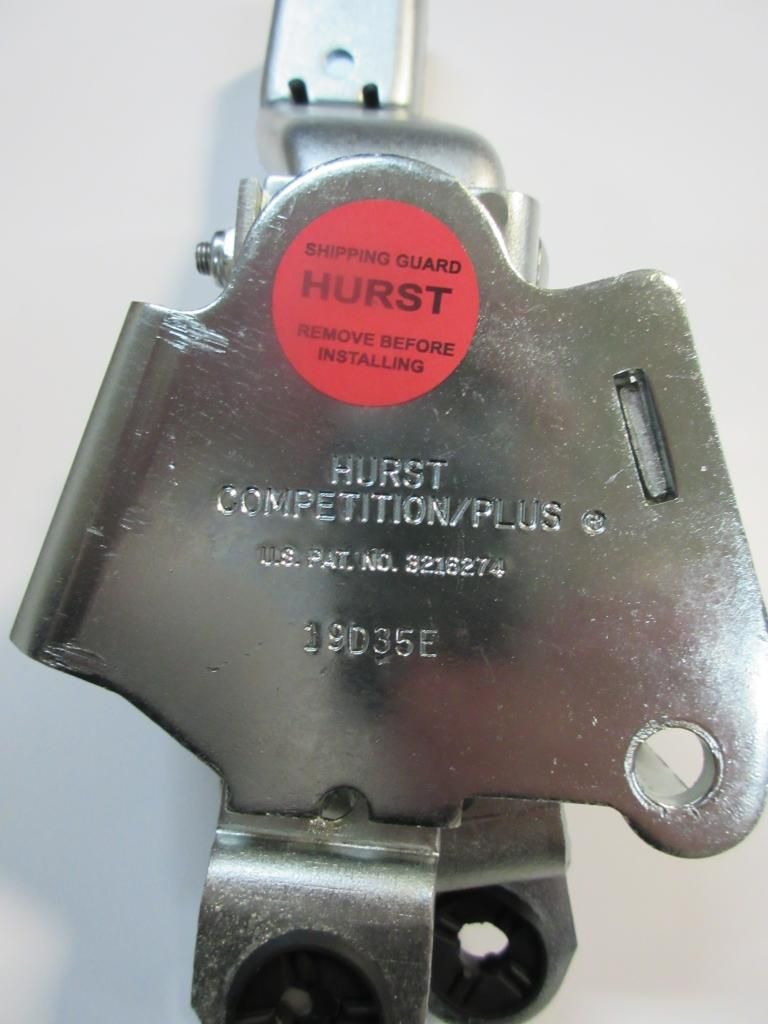 SHIPPING GUARD
HURST
REMOVE BEFORE
INSTALLING
HURST
COMPETITION/PLUS ®
U.S. PAT. NO. 3216274
19D35E